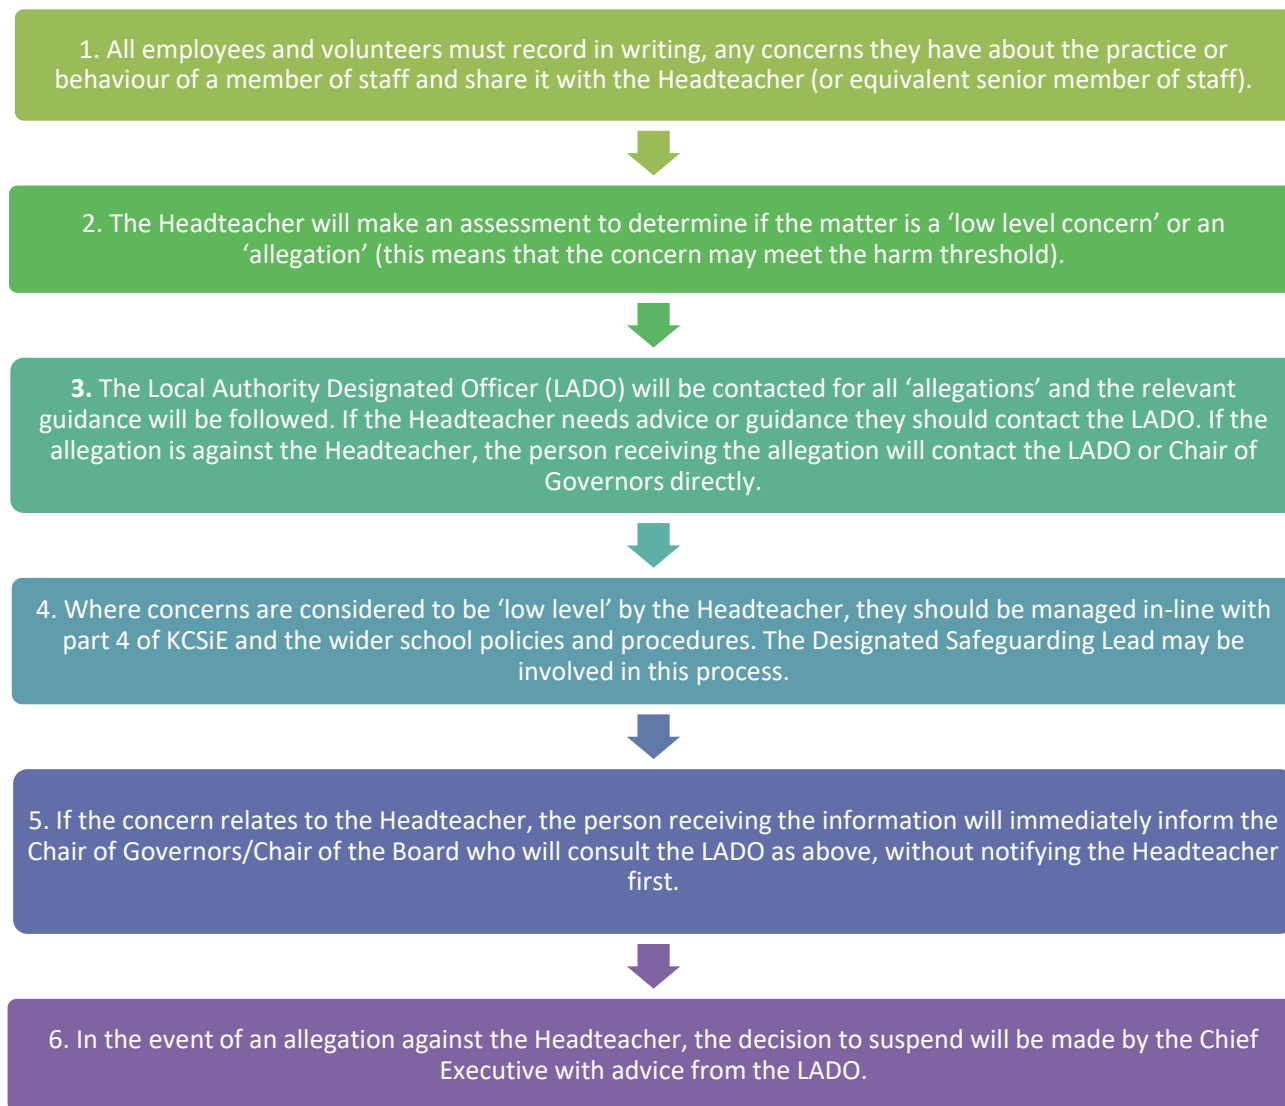 1. All employees and volunteers must record in writing, any concerns they have about the practice or
behaviour of a member of staff and share it with the Headteacher (or equivalent senior member of staff).
2. The Headteacher will make an assessment to determine if the matter is a ‘low level concern’ or an
‘allegation’ (this means that the concern may meet the harm threshold).
3. The Local Authority Designated Officer (LADO) will be contacted for all ‘allegations’ and the relevant
guidance will be followed. If the Headteacher needs advice or guidance they should contact the LADO. If the
allegation is against the Headteacher, the person receiving the allegation will contact the LADO or Chair of
Governors directly.
4. Where concerns are considered to be ‘low level’ by the Headteacher, they should be managed in-line with
part 4 of KCSiE and the wider school policies and procedures. The Designated Safeguarding Lead may be
involved in this process.
5. If the concern relates to the Headteacher, the person receiving the information will immediately inform the
Chair of Governors/Chair of the Board who will consult the LADO as above, without notifying the Headteacher
first.
6. In the event of an allegation against the Headteacher, the decision to suspend will be made by the Chief
Executive with advice from the LADO.